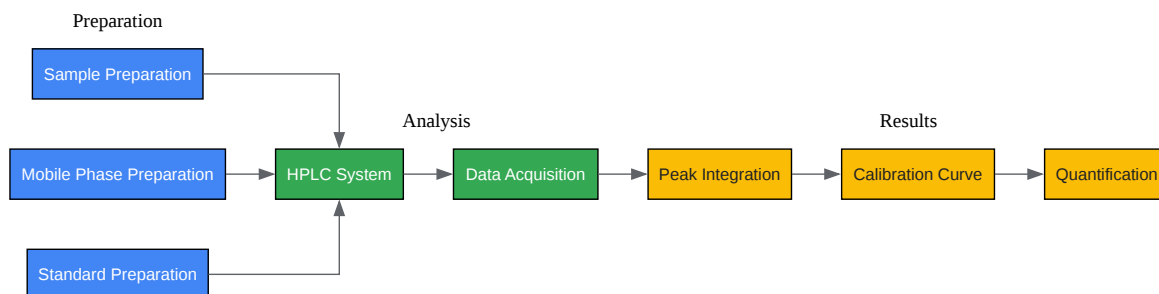 Preparation
Sample Preparation
Analysis
Results
Mobile Phase Preparation
HPLC System
Data Acquisition
Peak Integration
Calibration Curve
Quantification
Standard Preparation